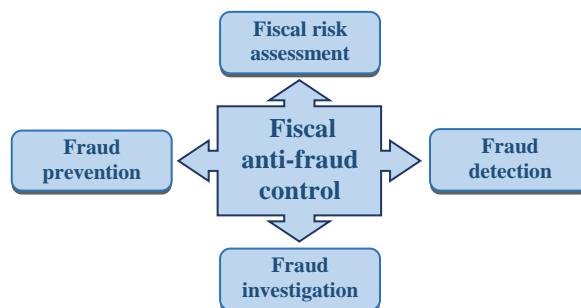 Fiscal risk
assessment
Fraud
prevention
Fiscal
anti-fraud
control
Fraud
detection
Fraud
investigation